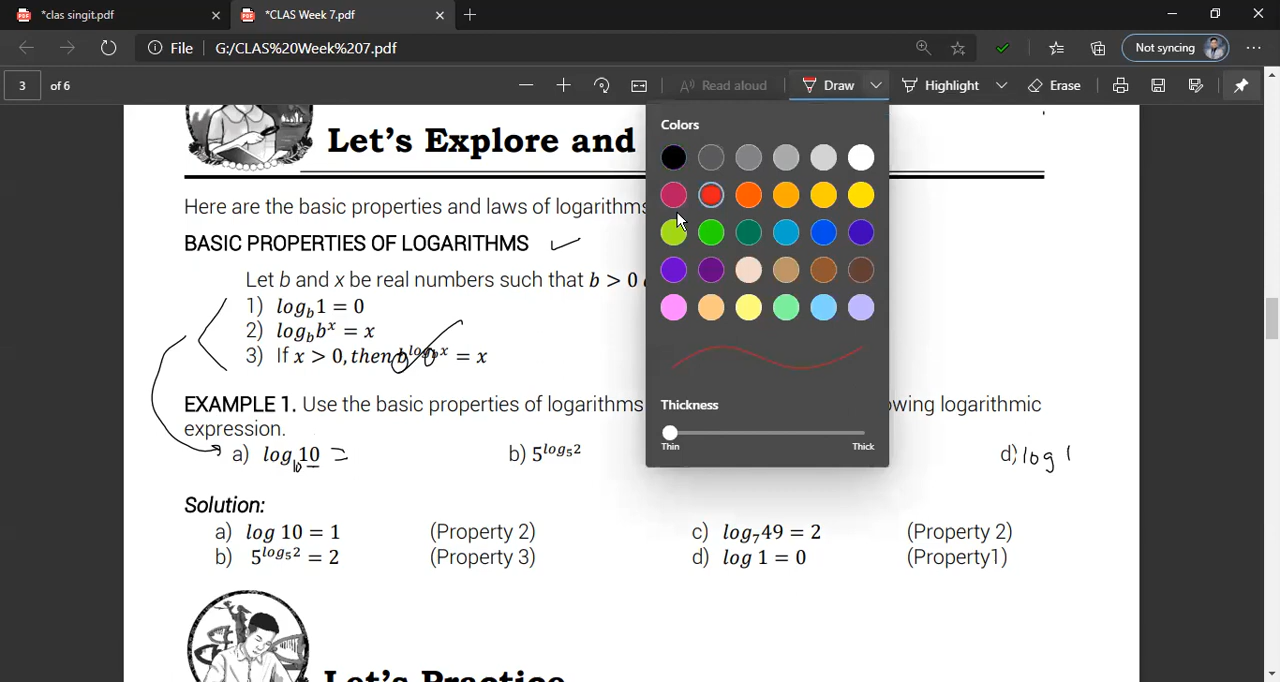 *clas singit.pdf
*CLAS Week 7.pdf
File
G:/CLAS%20Week%207.pdf
Not syncing
3 of 6
Read aloud
Draw
Highlight
Erase
Let's Explore and
Colors
Here are the basic properties and laws of logarithms
BASIC PROPERTIES OF LOGARITHMS
Let b and x be real numbers such that b > 0
1) log_b 1 = 0
2) log_b b^x = x
3) If x > 0, then b^{log_b x} = x
EXAMPLE 1. Use the basic properties of logarithms owing logarithmic
expression.
a) log_10 10 = b) 5^{log_5 2} d) log 1
Thickness
Thin Thick
Solution:
a) log 10 = 1 (Property 2) c) log_7 49 = 2 (Property 2)
b) 5^{log_5 2} = 2 (Property 3) d) log 1 = 0 (Property1)
Let's Practice